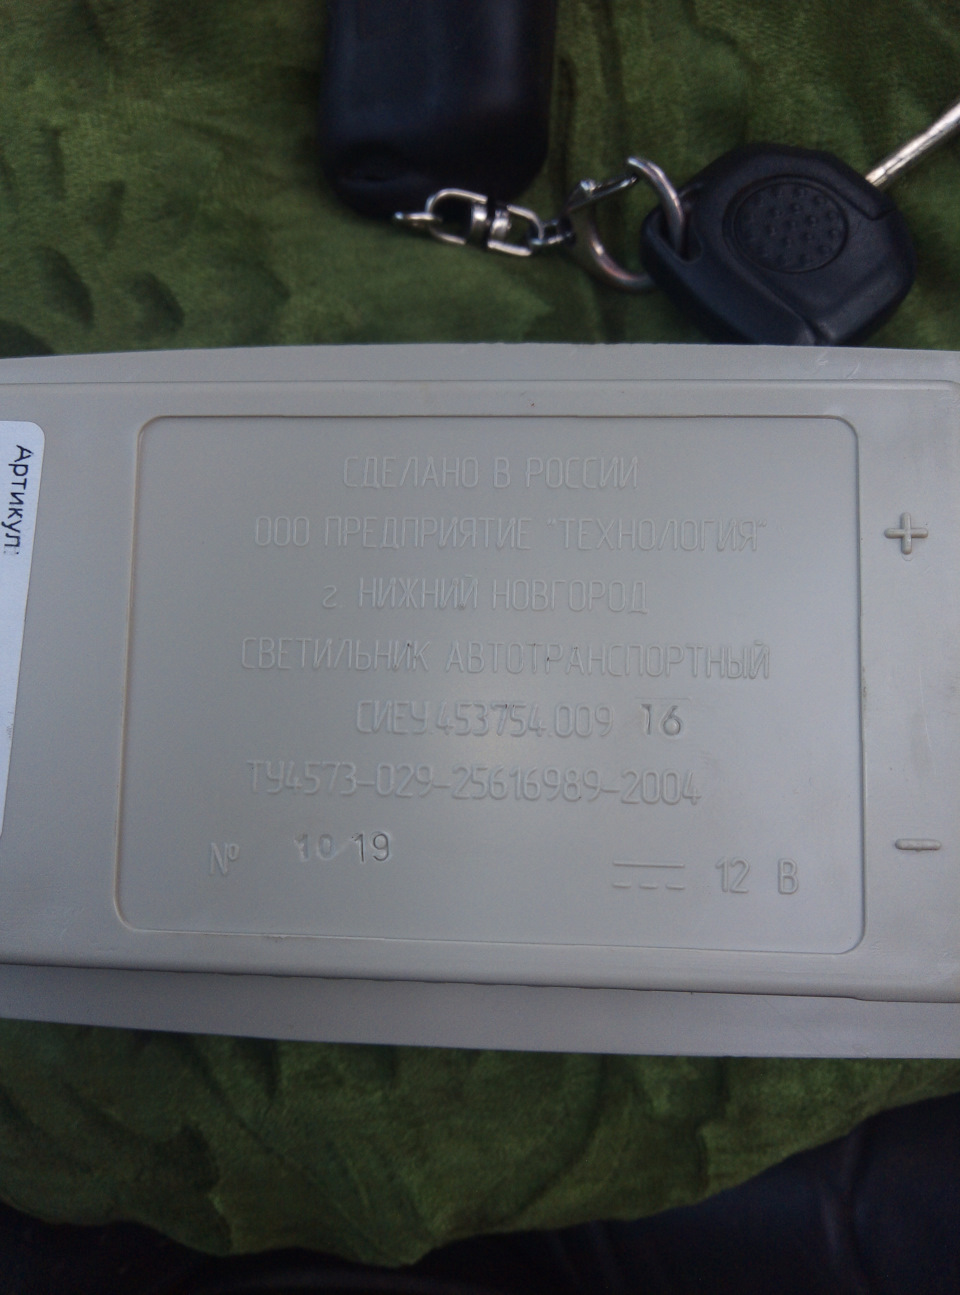 Артикул:
СДЕЛАНО В РОССИИ
ООО ПРЕДПРИЯТИЕ "ТЕХНОЛОГИЯ"
г НИЖНИЙ НОВГОРОД
СВЕТИЛЬНИК АВТОТРАНСПОРТНЫЙ
СИЕУ.453754.009 16
ТУ4573-029-25616989-2004
№ 10 19
12 В
+
−